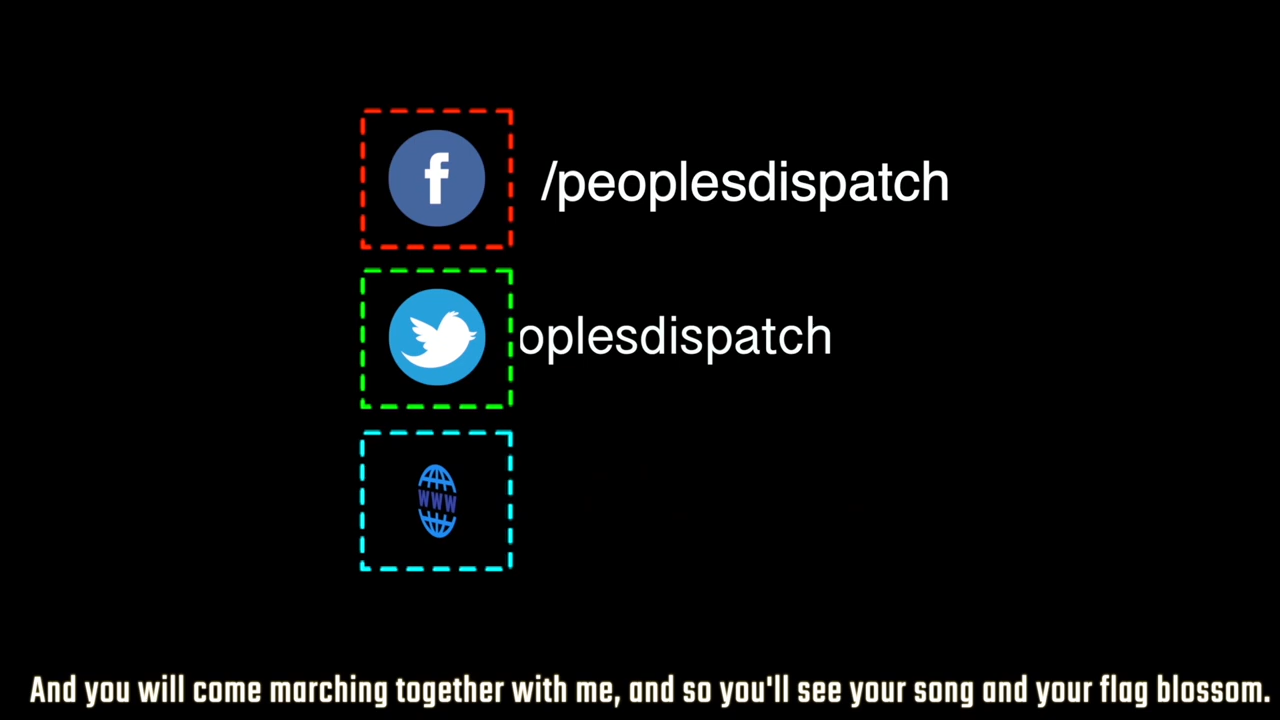 f
/peoplesdispatch
oplesdispatch
WWW
And you will come marching together with me, and so you'll see your song and your flag blossom.